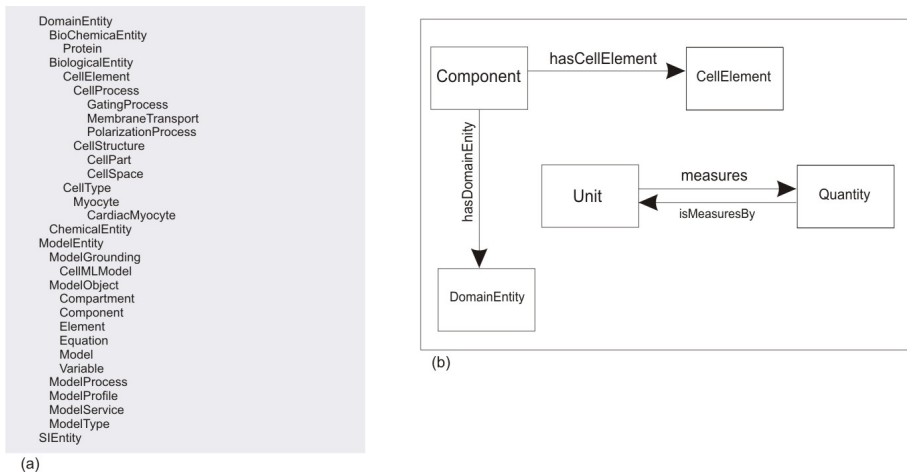 DomainEntity
BioChemicaEntity
Protein
BiologicalEntity
CellElement
CellProcess
GatingProcess
MembraneTransport
PolarizationProcess
CellStructure
CellPart
CellSpace
CellType
Myocyte
CardiacMyocyte
ChemicalEntity
ModelEntity
ModelGrounding
CellMLModel
ModelObject
Compartment
Component
Element
Equation
Model
Variable
ModelProcess
ModelProfile
ModelService
ModelType
SIEntity
(a)
Component
hasCellElement
CellElement
hasDomainEnity
Unit
measures
isMeasuresBy
Quantity
DomainEntity
(b)